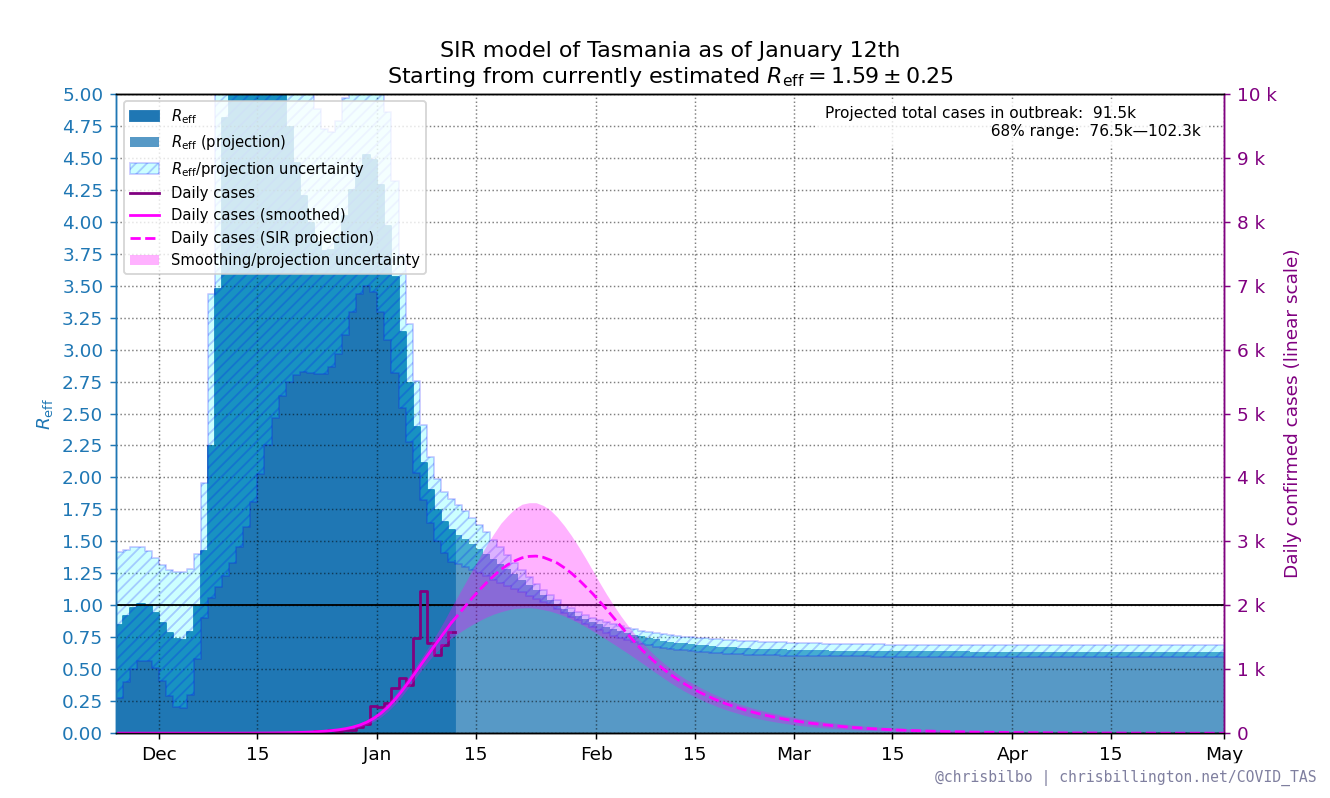 SIR model of Tasmania as of January 12th
Starting from currently estimated R_eff = 1.59 ± 0.25
Projected total cases in outbreak: 91.5k
68% range: 76.5k—102.3k
R_eff
R_eff (projection)
R_eff/projection uncertainty
Daily cases
Daily cases (smoothed)
Daily cases (SIR projection)
Smoothing/projection uncertainty
R_eff
5.00
4.75
4.50
4.25
4.00
3.75
3.50
3.25
3.00
2.75
2.50
2.25
2.00
1.75
1.50
1.25
1.00
0.75
0.50
0.25
0.00
10 k
9 k
8 k
7 k
6 k
5 k
4 k
3 k
2 k
1 k
0
Daily confirmed cases (linear scale)
Dec 15 Jan 15 Feb 15 Mar 15 Apr 15 May
@chrisbilbo | chrisbillington.net/COVID_TAS